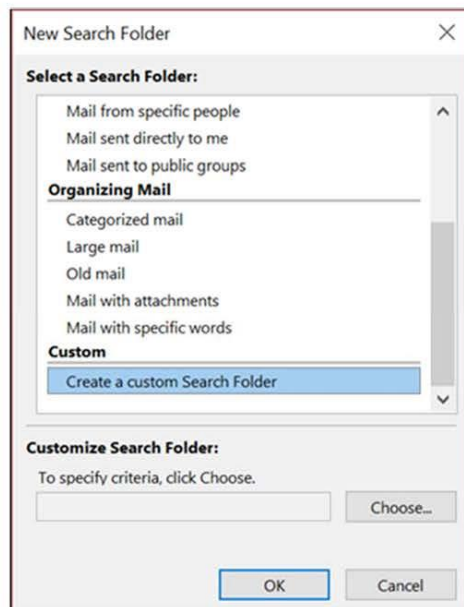 New Search Folder
Select a Search Folder:
Mail from specific people
Mail sent directly to me
Mail sent to public groups
Organizing Mail
Categorized mail
Large mail
Old mail
Mail with attachments
Mail with specific words
Custom
Create a custom Search Folder
Customize Search Folder:
To specify criteria, click Choose.
Choose...
OK Cancel